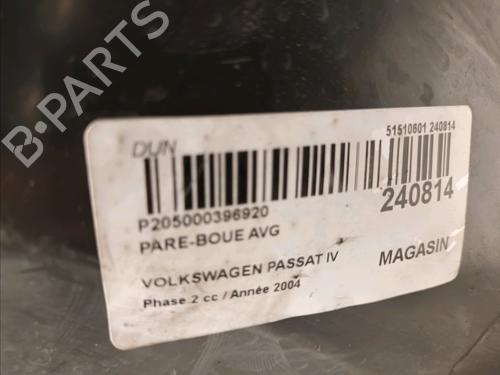 DUN
51510601 240814
P205000396920
240814
PARE-BOUE AVG
VOLKSWAGEN PASSAT IV
MAGASIN
Phase 2 cc / Année 2004
B-PARTS